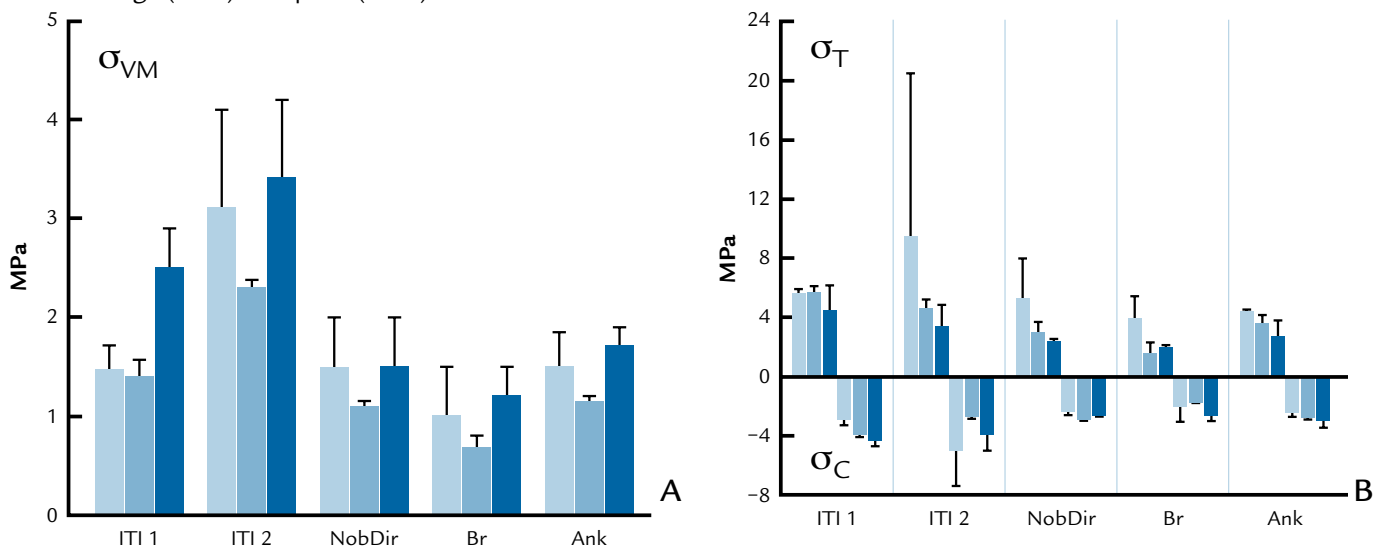 5
4
3
2
1
0
MPa
σVM
ITI 1
ITI 2
NobDir
Br
Ank
A
24
20
16
12
8
4
0
−4
−8
MPa
σT
σC
ITI 1
ITI 2
NobDir
Br
Ank
B